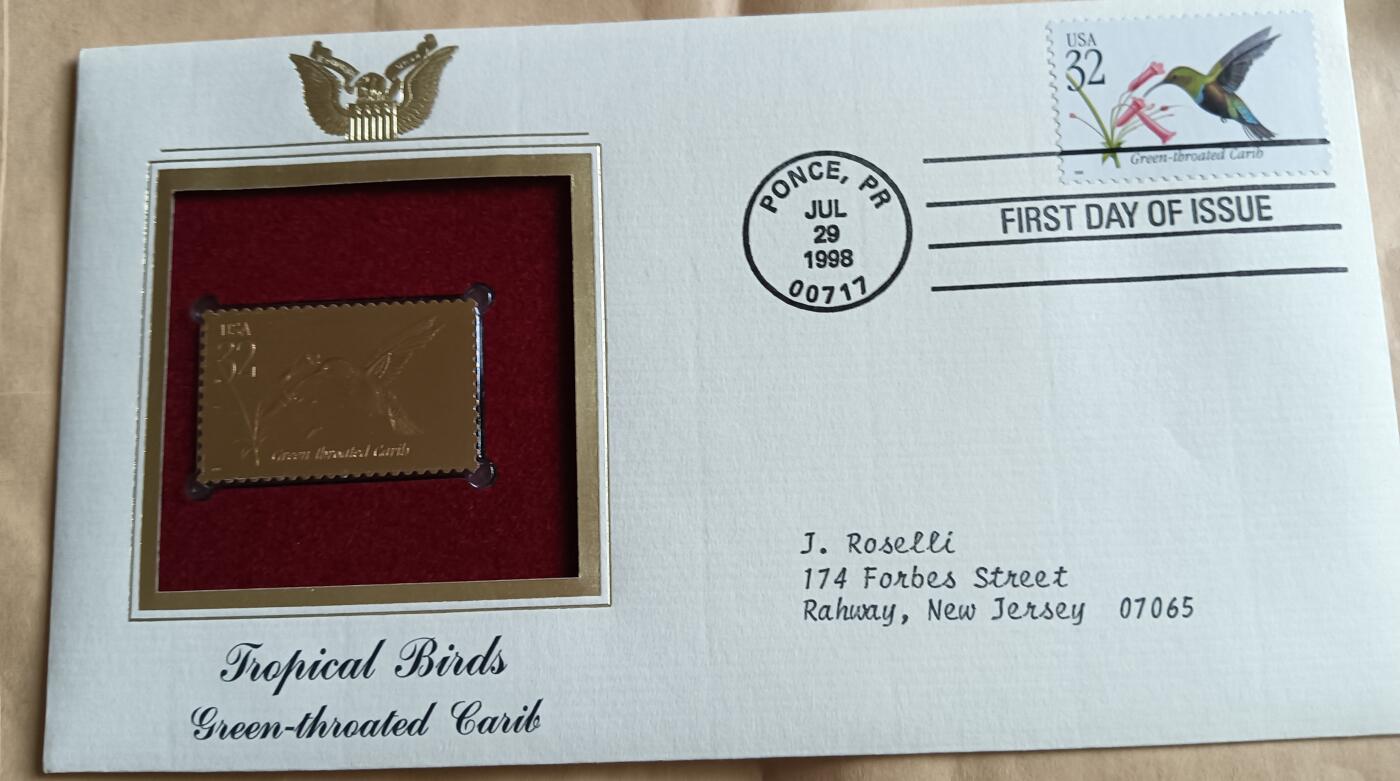 USA
32
Green-throated Carib
PONCE, PR
JUL
29
1998
00717
FIRST DAY OF ISSUE
USA
32
Green-throated Carib
J. Roselli
174 Forbes Street
Rahway, New Jersey 07065
Tropical Birds
Green-throated Carib